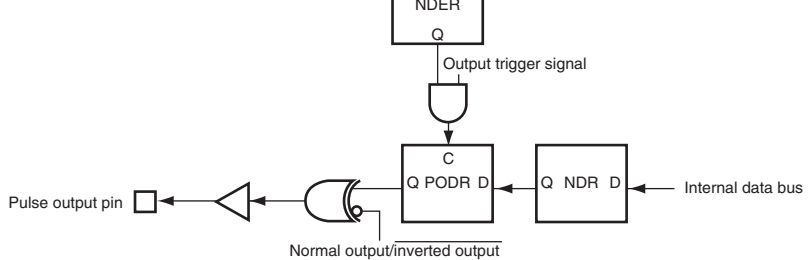 NDER
Q
Output trigger signal
C
Q PODR D
Q NDR D
Internal data bus
Pulse output pin
Normal output/inverted output